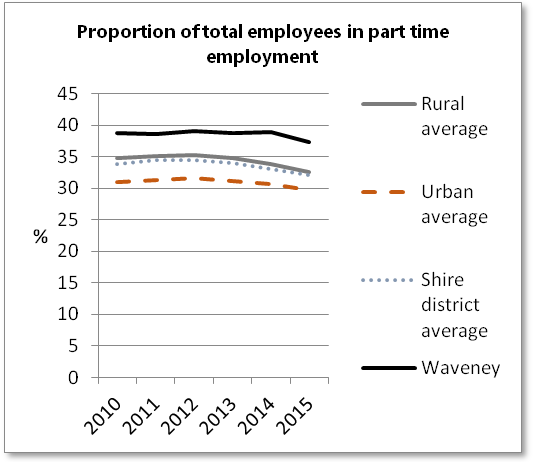 Proportion of total employees in part time
employment
45
40
35
30
25
20
15
10
5
0
%
2010
2011
2012
2013
2014
2015
Rural
average
Urban
average
Shire
district
average
Waveney